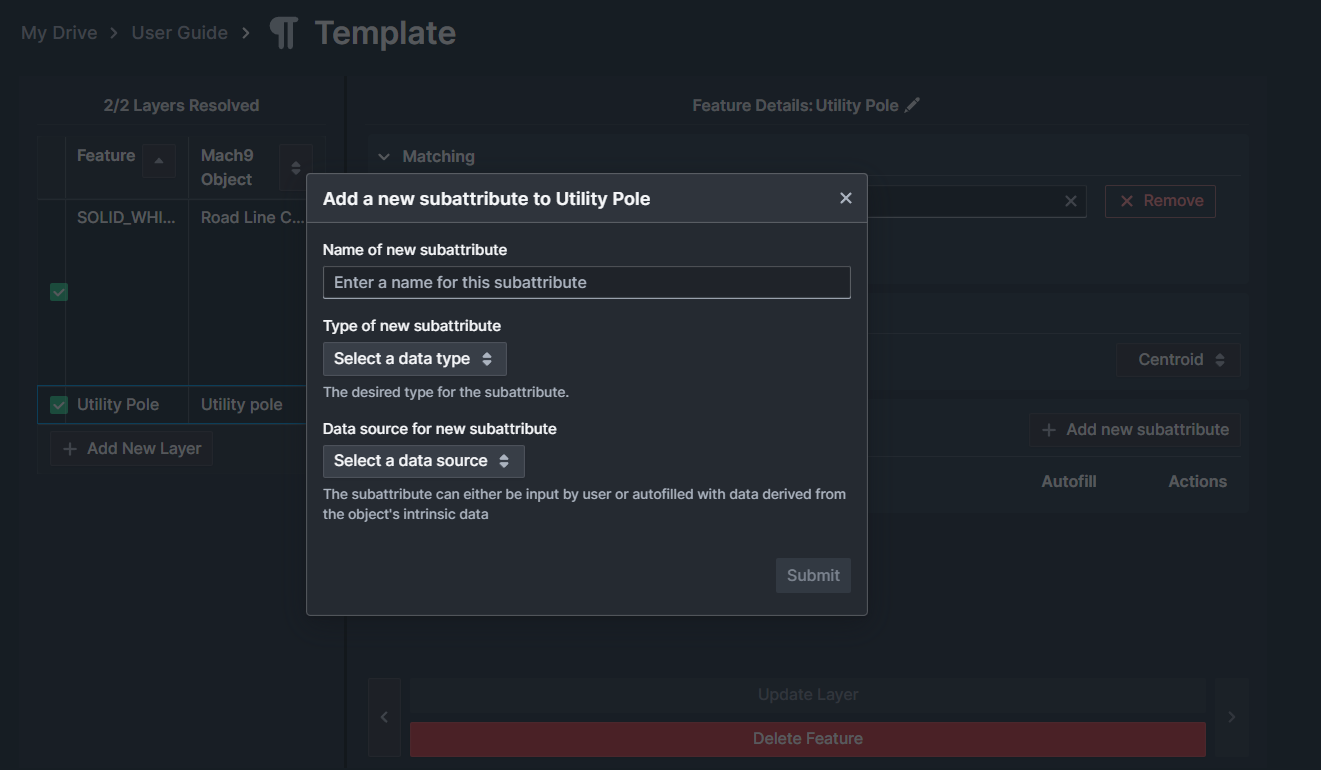 My Drive > User Guide > Template
2/2 Layers Resolved
Feature
Mach9
Object
SOLID_WHI...
Road Line C...
Utility Pole
Utility pole
Add New Layer
Feature Details: Utility Pole
Matching
Remove
Centroid
Add new subattribute
Autofill
Actions
Add a new subattribute to Utility Pole
Name of new subattribute
Enter a name for this subattribute
Type of new subattribute
Select a data type
The desired type for the subattribute.
Data source for new subattribute
Select a data source
The subattribute can either be input by user or autofilled with data derived from
the object's intrinsic data
Submit
Update Layer
Delete Feature